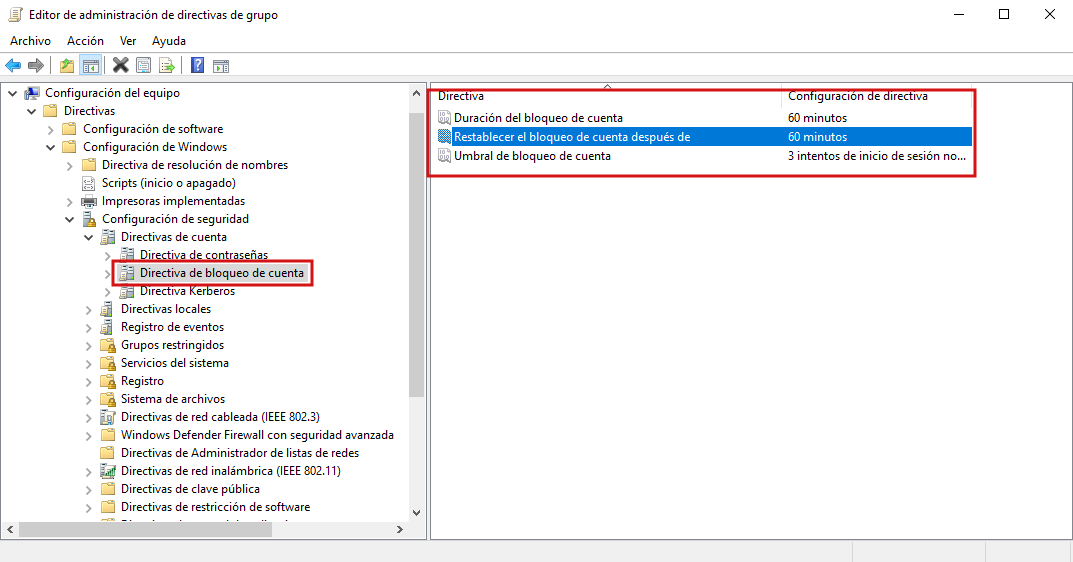 Editor de administración de directivas de grupo
Archivo Acción Ver Ayuda
Configuración del equipo
Directivas
Configuración de software
Configuración de Windows
Directiva de resolución de nombres
Scripts (inicio o apagado)
Impresoras implementadas
Configuración de seguridad
Directivas de cuenta
Directiva de contraseñas
Directiva de bloqueo de cuenta
Directiva Kerberos
Directivas locales
Registro de eventos
Grupos restringidos
Servicios del sistema
Registro
Sistema de archivos
Directivas de red cableada (IEEE 802.3)
Windows Defender Firewall con seguridad avanzada
Directivas de Administrador de listas de redes
Directivas de red inalámbrica (IEEE 802.11)
Directivas de clave pública
Directivas de restricción de software
Directiva Configuración de directiva
Duración del bloqueo de cuenta 60 minutos
Restablecer el bloqueo de cuenta después de 60 minutos
Umbral de bloqueo de cuenta 3 intentos de inicio de sesión no...